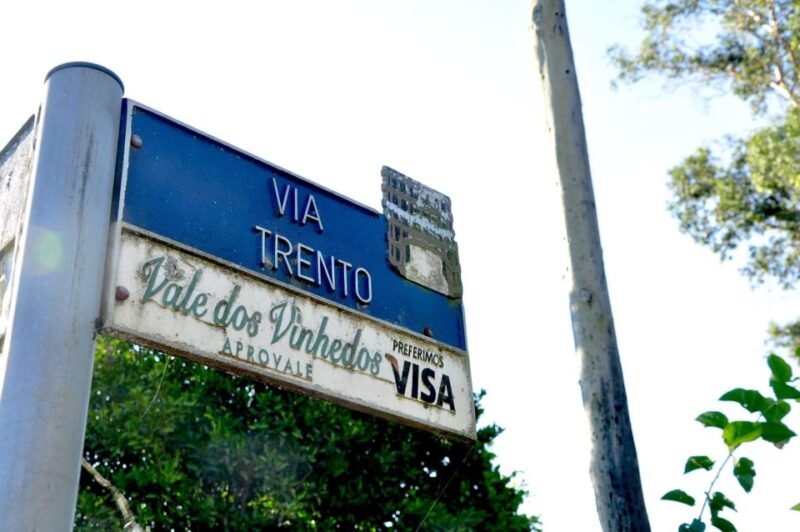 VIA
TRENTO
Vale dos Vinhedos
APROVALE
PREFERIMOS
VISA